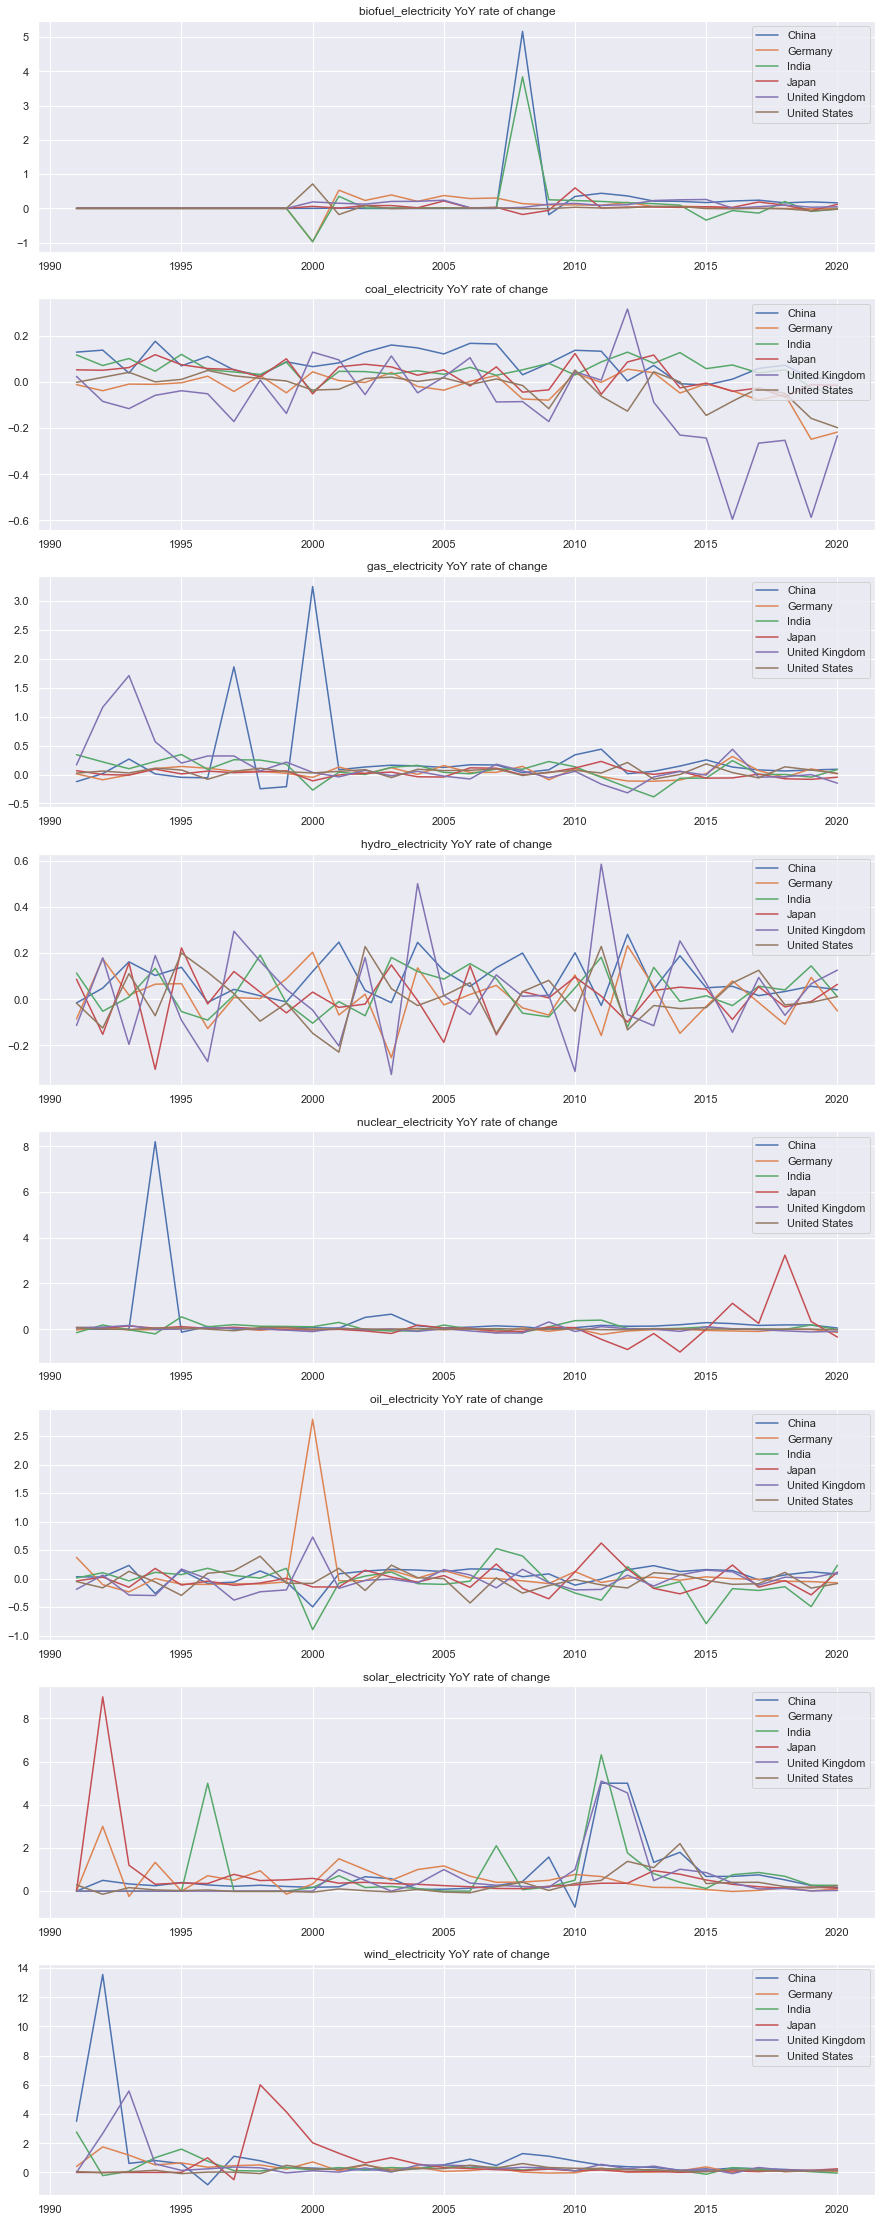 biofuel_electricity YoY rate of change
5
4
3
2
1
0
−1
1990 1995 2000 2005 2010 2015 2020
China
Germany
India
Japan
United Kingdom
United States
coal_electricity YoY rate of change
0.2
0.0
−0.2
−0.4
−0.6
1990 1995 2000 2005 2010 2015 2020
China
Germany
India
Japan
United Kingdom
United States
gas_electricity YoY rate of change
3.0
2.5
2.0
1.5
1.0
0.5
0.0
−0.5
1990 1995 2000 2005 2010 2015 2020
China
Germany
India
Japan
United Kingdom
United States
hydro_electricity YoY rate of change
0.6
0.4
0.2
0.0
−0.2
1990 1995 2000 2005 2010 2015 2020
China
Germany
India
Japan
United Kingdom
United States
nuclear_electricity YoY rate of change
8
6
4
2
0
1990 1995 2000 2005 2010 2015 2020
China
Germany
India
Japan
United Kingdom
United States
oil_electricity YoY rate of change
2.5
2.0
1.5
1.0
0.5
0.0
−0.5
−1.0
1990 1995 2000 2005 2010 2015 2020
China
Germany
India
Japan
United Kingdom
United States
solar_electricity YoY rate of change
8
6
4
2
0
1990 1995 2000 2005 2010 2015 2020
China
Germany
India
Japan
United Kingdom
United States
wind_electricity YoY rate of change
14
12
10
8
6
4
2
0
1990 1995 2000 2005 2010 2015 2020
China
Germany
India
Japan
United Kingdom
United States